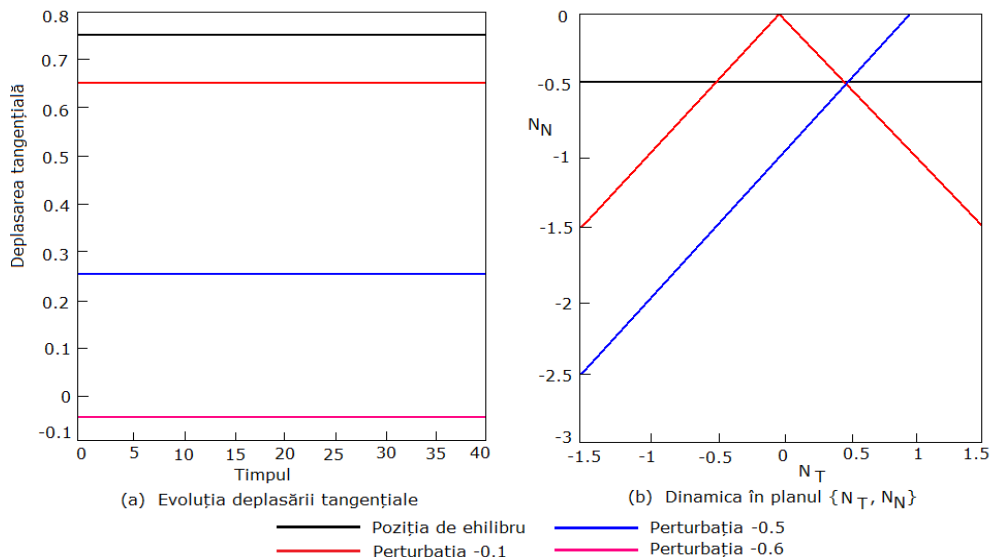 0.8
0.7
0.6
0.5
0.4
0.3
0.2
0.1
0
-0.1
Deplasarea tangențială
0 5 10 15 20 25 30 35 40
Timpul
(a) Evoluția deplasării tangențiale
0
-0.5
-1
-1.5
-2
-2.5
-3
N_N
-1.5 -1 -0.5 0 0.5 1 1.5
N_T
(b) Dinamica în planul {N_T, N_N}
Poziția de ehilibru
Perturbația -0.5
Perturbația -0.1
Perturbația -0.6